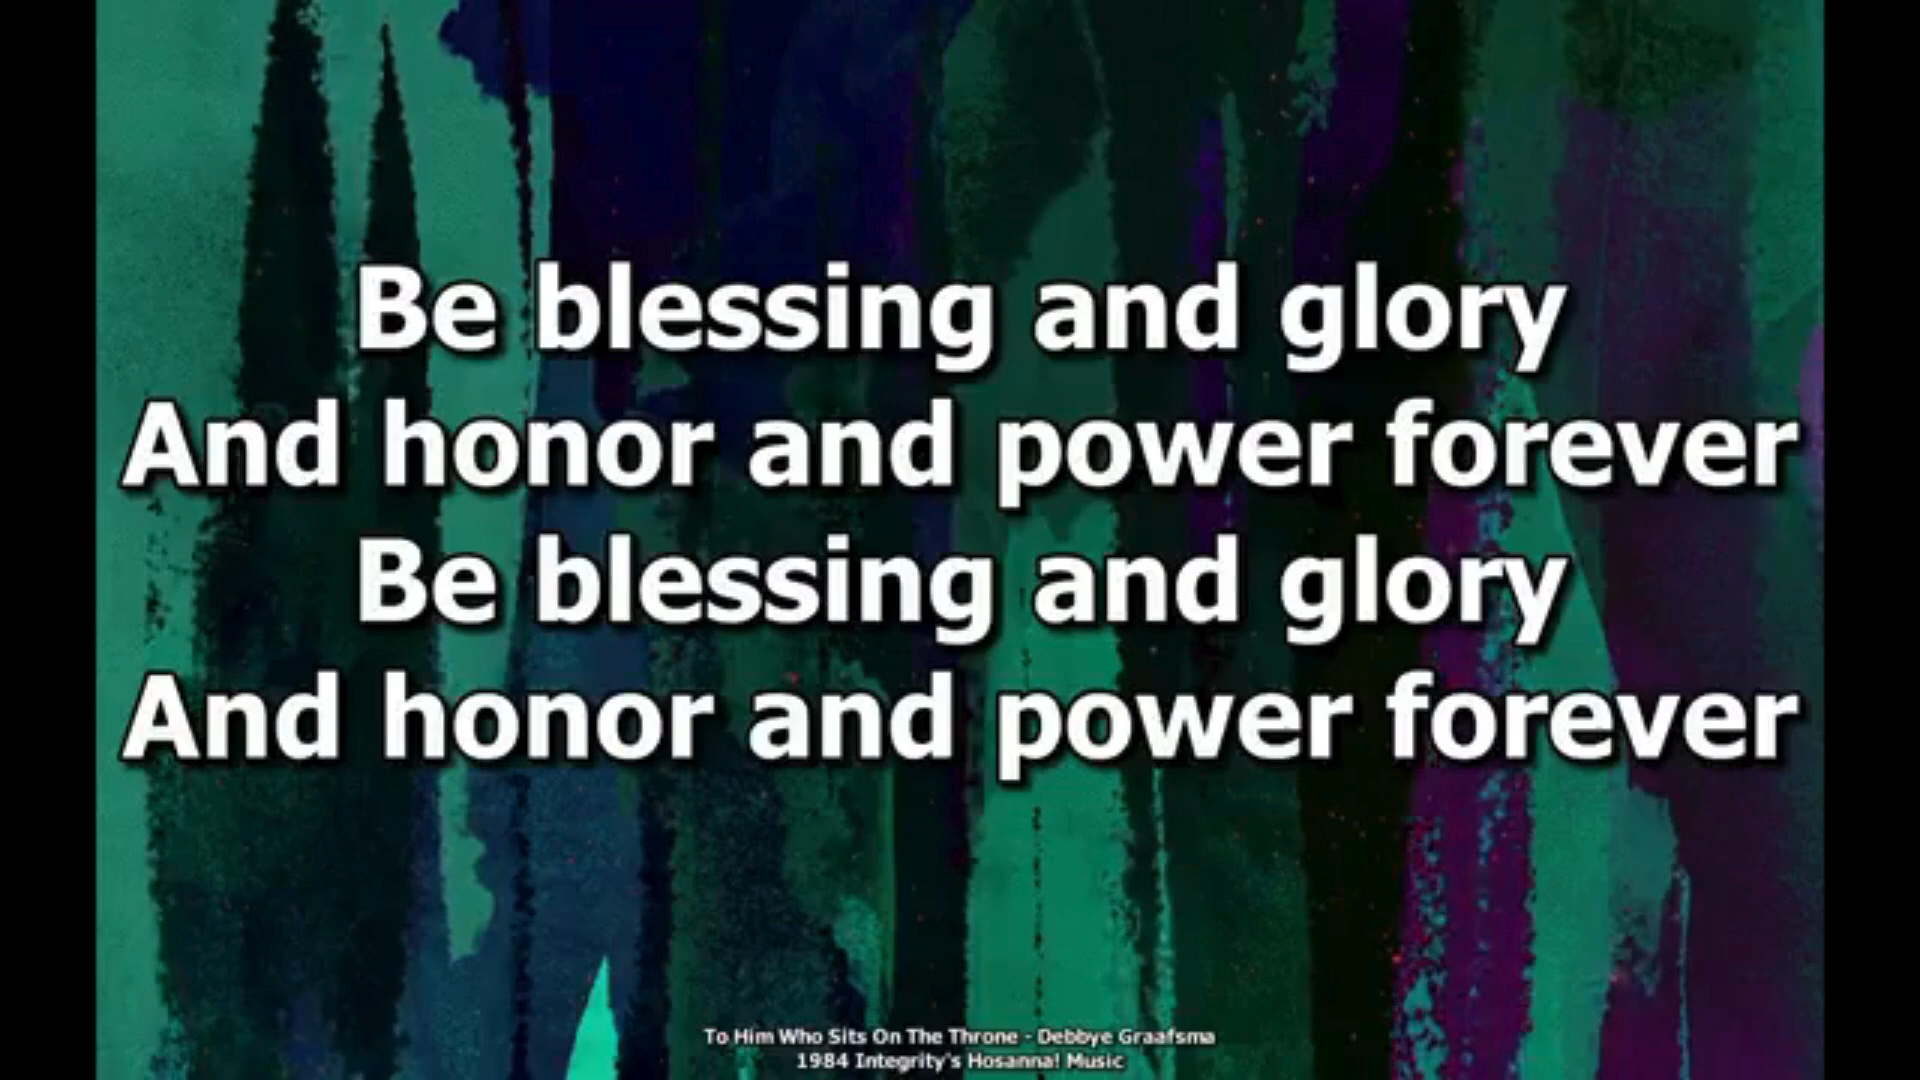 Be blessing and glory
And honor and power forever
Be blessing and glory
And honor and power forever
To Him Who Sits On The Throne - Debbye Graafsma
1984 Integrity's Hosanna! Music